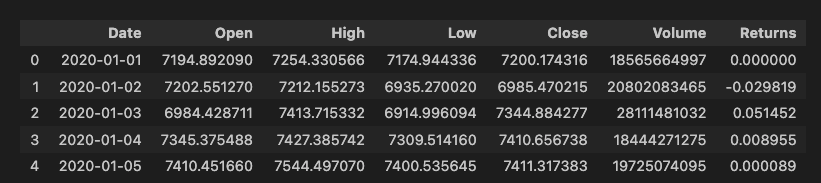 Date Open High Low Close Volume Returns
0 2020-01-01 7194.892090 7254.330566 7174.944336 7200.174316 18565664997 0.000000
1 2020-01-02 7202.551270 7212.155273 6935.270020 6985.470215 20802083465 -0.029819
2 2020-01-03 6984.428711 7413.715332 6914.996094 7344.884277 28111481032 0.051452
3 2020-01-04 7345.375488 7427.385742 7309.514160 7410.656738 18444271275 0.008955
4 2020-01-05 7410.451660 7544.497070 7400.535645 7411.317383 19725074095 0.000089